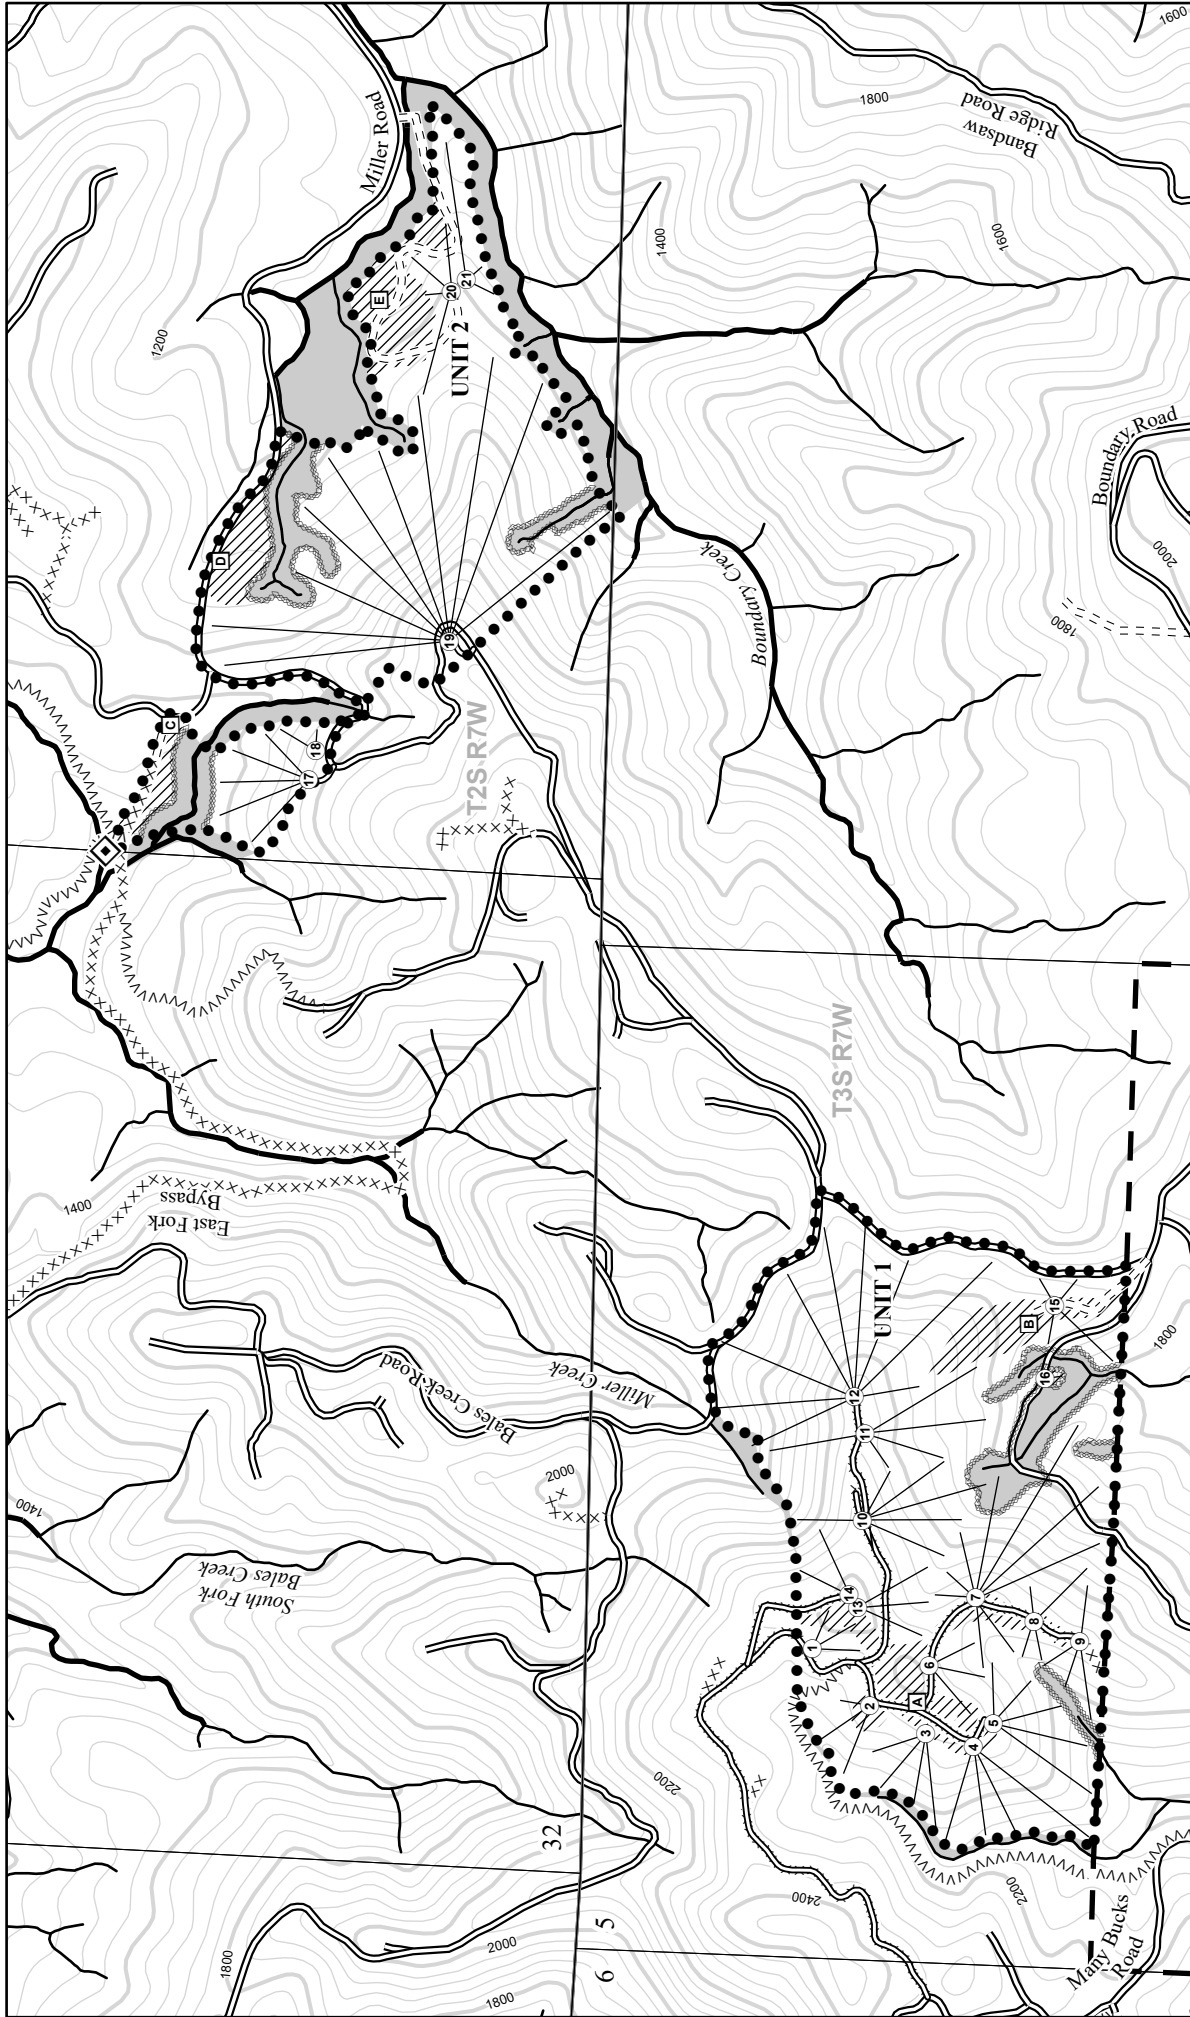 1600
1800
Bandsaw
Ridge Road
Miller Road
1400
1600
1200
E
20
21
UNIT 2
Boundary Road
2000
1800
D
Boundary Creek
19
C
18
17
T2S R7W
T3S R7W
1400
East Fork
Bypass
Bales Creek Road
Miller Creek
UNIT 1
B
15
16
1800
12
11
10
2000
1400
South Fork
Bales Creek
14
13
1
7
8
9
6
2
A
3
4
5
2200
2400
2200
32
5
6
Many Bucks
Road
1800
2000
1800